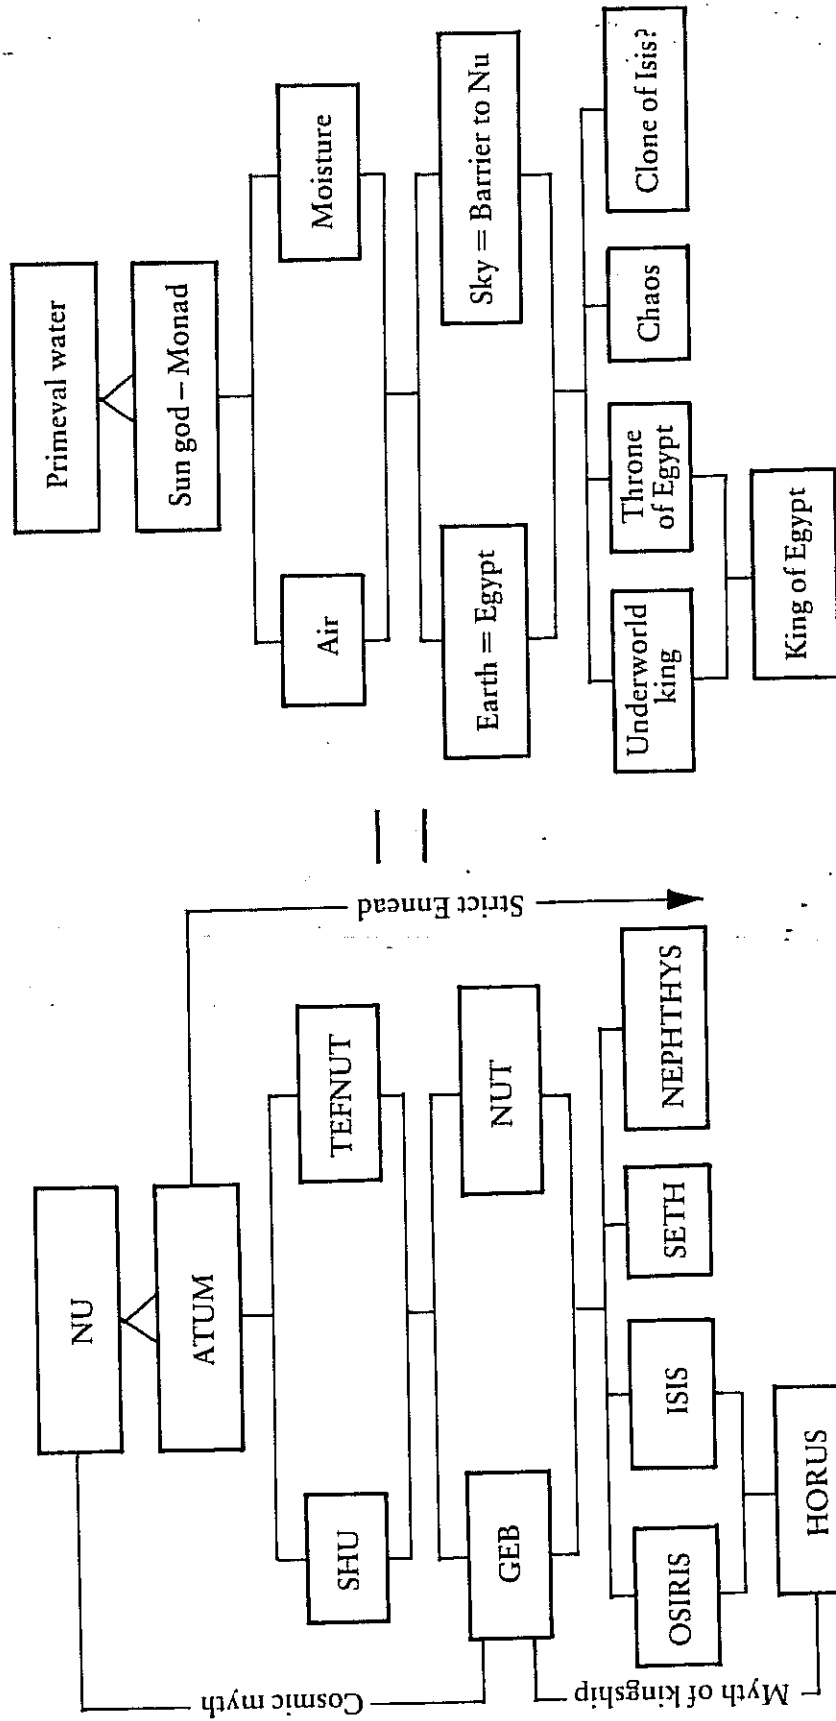 NU
ATUM
SHU
TEFNUT
GEB
NUT
OSIRIS
ISIS
SETH
NEPHTHYS
HORUS
Cosmic myth
Myth of kingship
Strict Ennead
=
Primeval water
Sun god – Monad
Air
Moisture
Earth = Egypt
Sky = Barrier to Nu
Underworld
king
Throne
of Egypt
Chaos
Clone of Isis?
King of Egypt